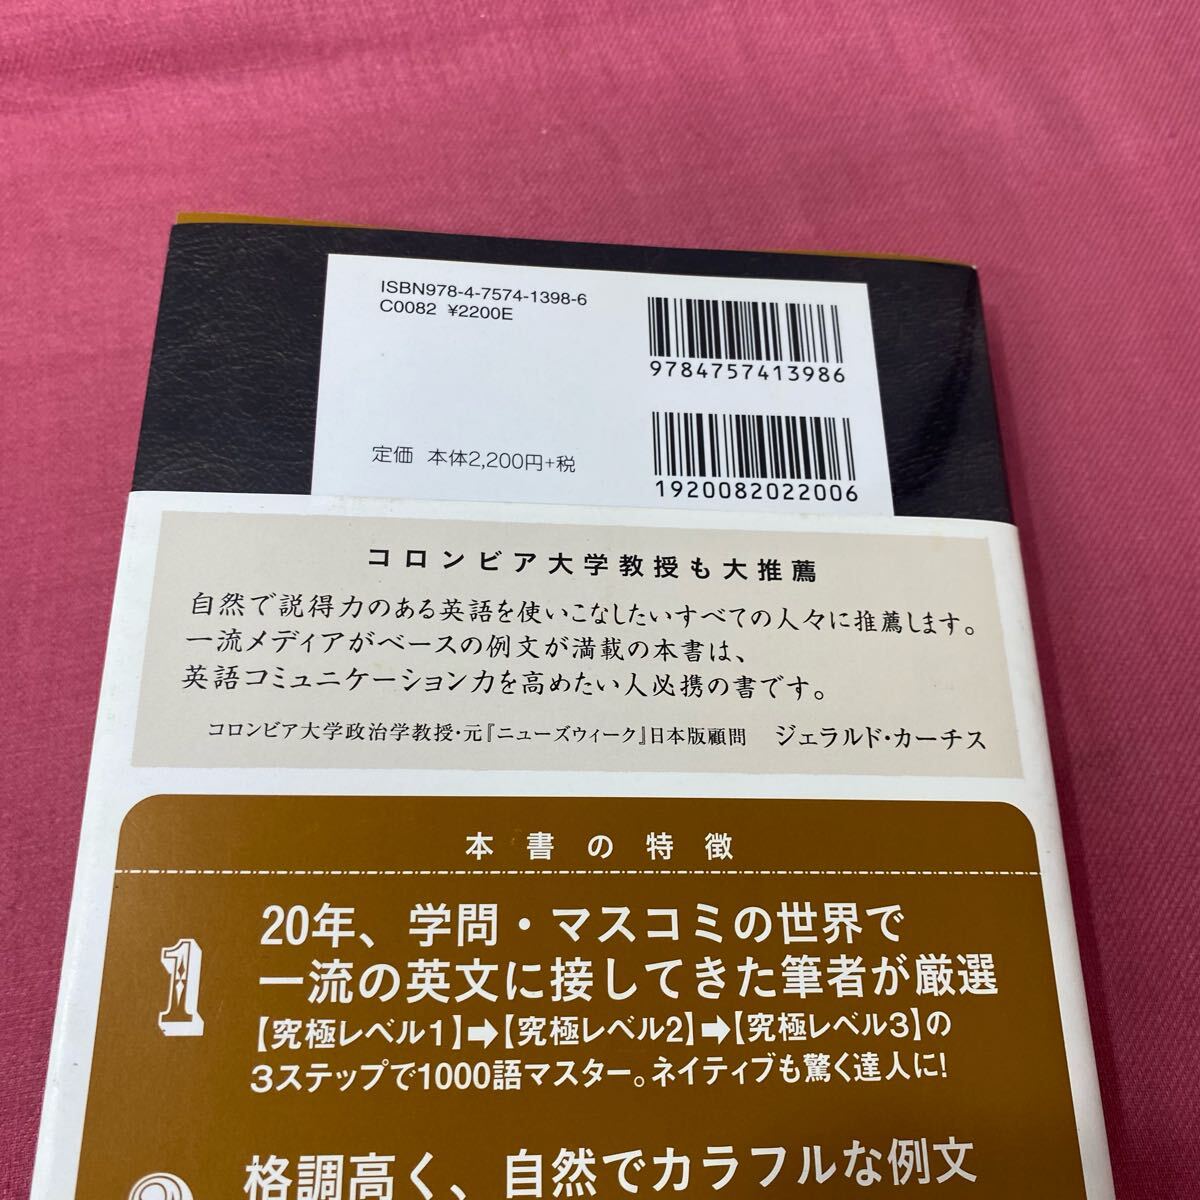 ISBN978-4-7574-1398-6
C0082 ¥2200E
9784757413986
定価 本体2,200円+税
1920082022006
コロンビア大学教授も大推薦
自然で説得力のある英語を使いこなしたいすべての人々に推薦します。
一流メディアがベースの例文が満載の本書は、
英語コミュニケーション力を高めたい人必携の書です。
コロンビア大学政治学教授・元『ニューズウィーク』日本版顧問 ジェラルド・カーチス
本書の特徴
1
20年、学問・マスコミの世界で
一流の英文に接してきた筆者が厳選
【究極レベル1】➡【究極レベル2】➡【究極レベル3】の
3ステップで1000語マスター。ネイティブも驚く達人に!
2
格調高く、自然でカラフルな例文